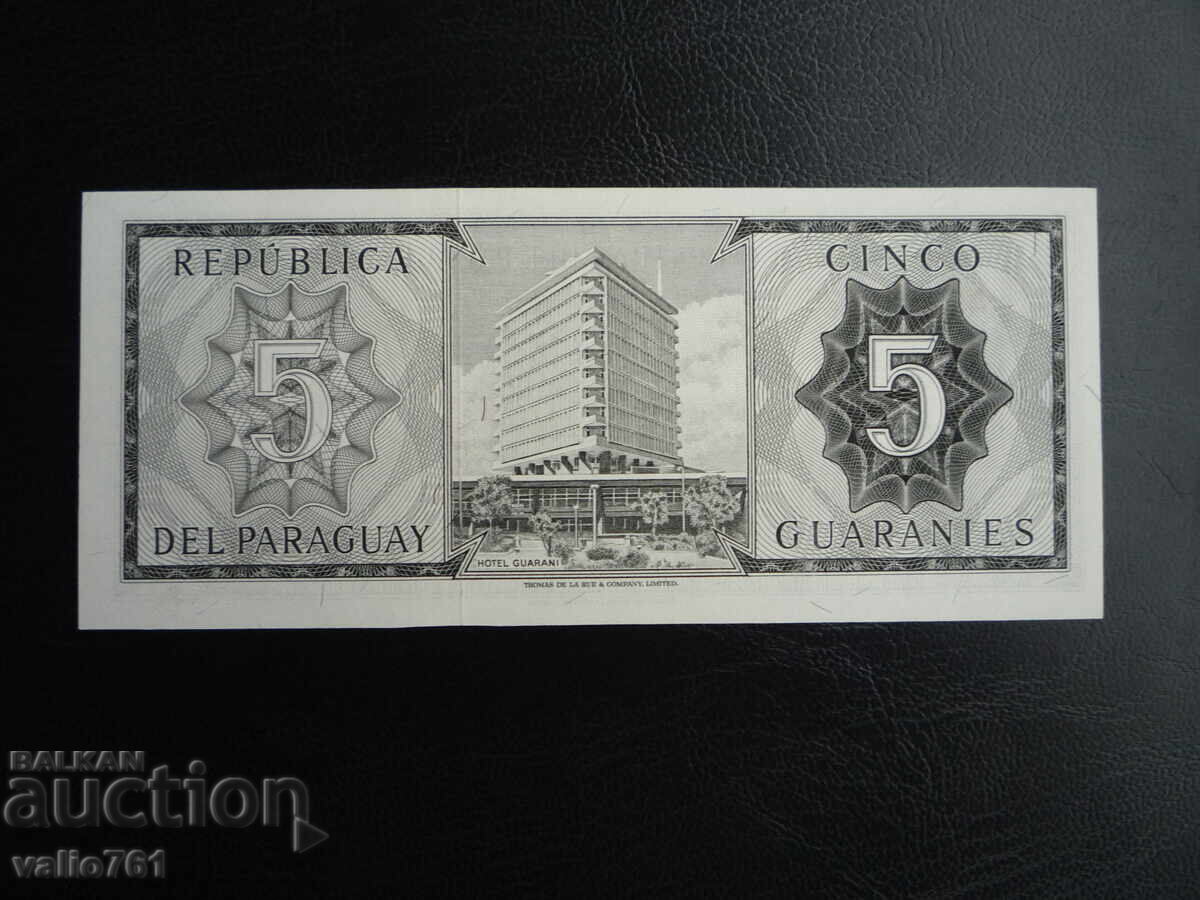 REPÚBLICA
5
DEL PARAGUAY
HOTEL GUARANI
CINCO
5
GUARANIES
THOMAS DE LA RUE & COMPANY, LIMITED.
BALKAN
auction
valio761